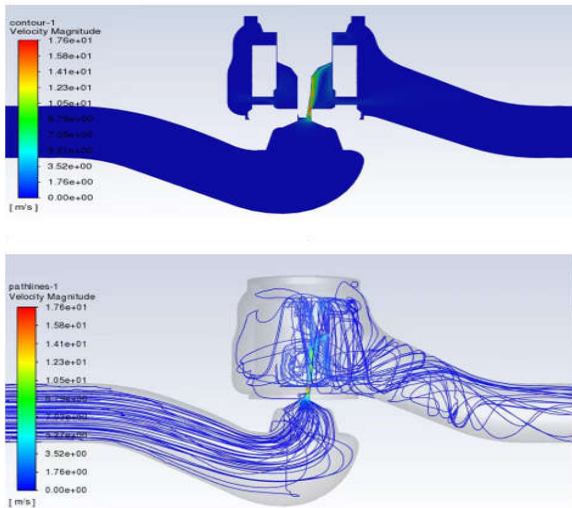 contour-1
Velocity Magnitude
1.76e+01
1.58e+01
1.41e+01
1.23e+01
1.05e+01
3.52e+00
1.76e+00
0.00e+00
[ m/s ]
pathlines-1
Velocity Magnitude
1.76e+01
1.58e+01
1.41e+01
1.23e+01
1.05e+01
3.52e+00
1.76e+00
0.00e+00
[ m/s ]